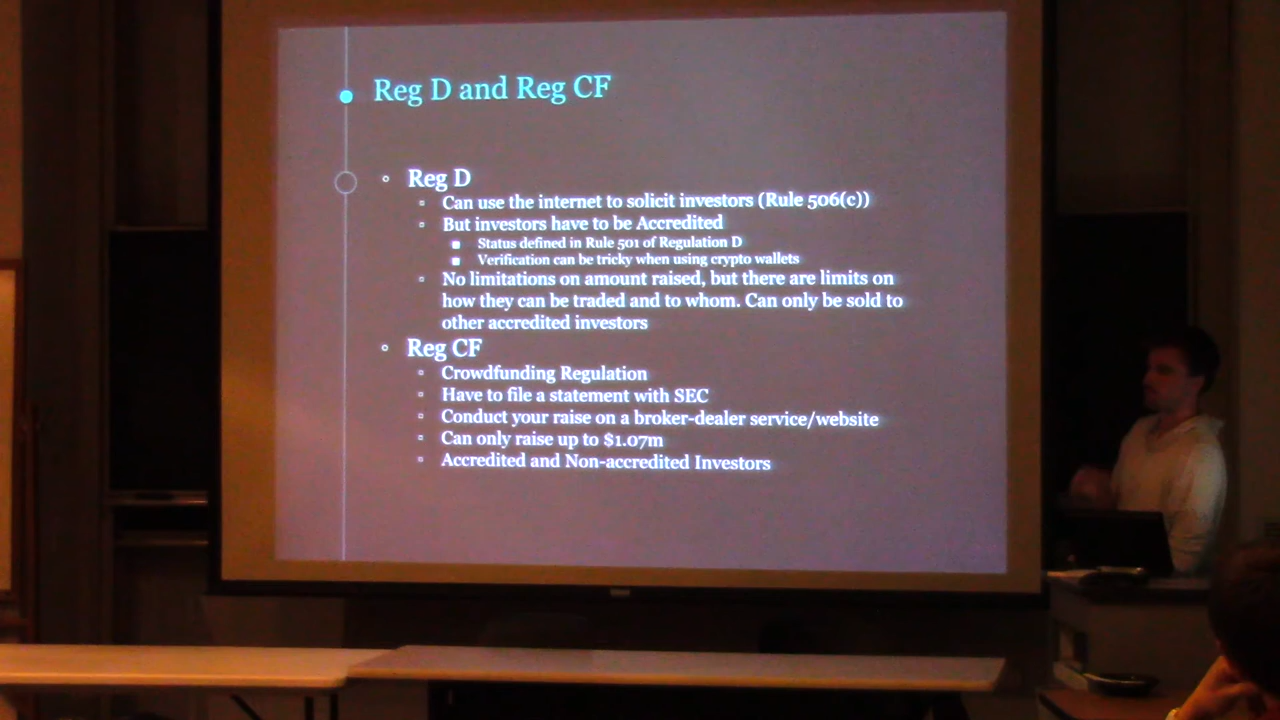 Reg D and Reg CF
Reg D
Can use the internet to solicit investors (Rule 506(c))
But investors have to be Accredited
Status defined in Rule 501 of Regulation D
Verification can be tricky when using crypto wallets
No limitations on amount raised, but there are limits on
how they can be traded and to whom. Can only be sold to
other accredited investors
Reg CF
Crowdfunding Regulation
Have to file a statement with SEC
Conduct your raise on a broker-dealer service/website
Can only raise up to $1.07m
Accredited and Non-accredited Investors